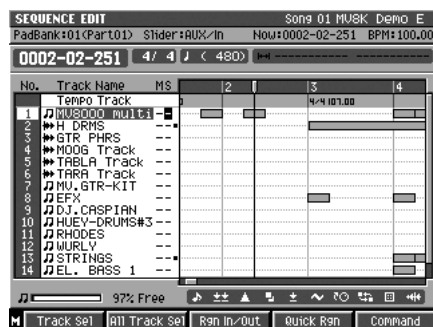 SEQUENCE EDIT Song 01 MV8K Demo E
PadBank:01(Part01) Slider:AUX/In Now:0002-02-251 BPM:100.00
0002-02-251 4/ 4 ♩ ( 480)
No. Track Name MS 2 3 4
Tempo Track 4/4 107.00
1 MV8000 multi -
2 H DRMS --
3 GTR PHRS --
4 MOOG Track --
5 TABLA Track --
6 TARA Track --
7 MV.GTR-KIT --
8 EFX --
9 DJ.CASPIAN --
10 HUEY-DRUMS#3 --
11 RHODES --
12 WURLY --
13 STRINGS --
14 EL. BASS 1 --
97% Free
M Track Sel All Track Sel Rgn In/Out Quick Rgn Command